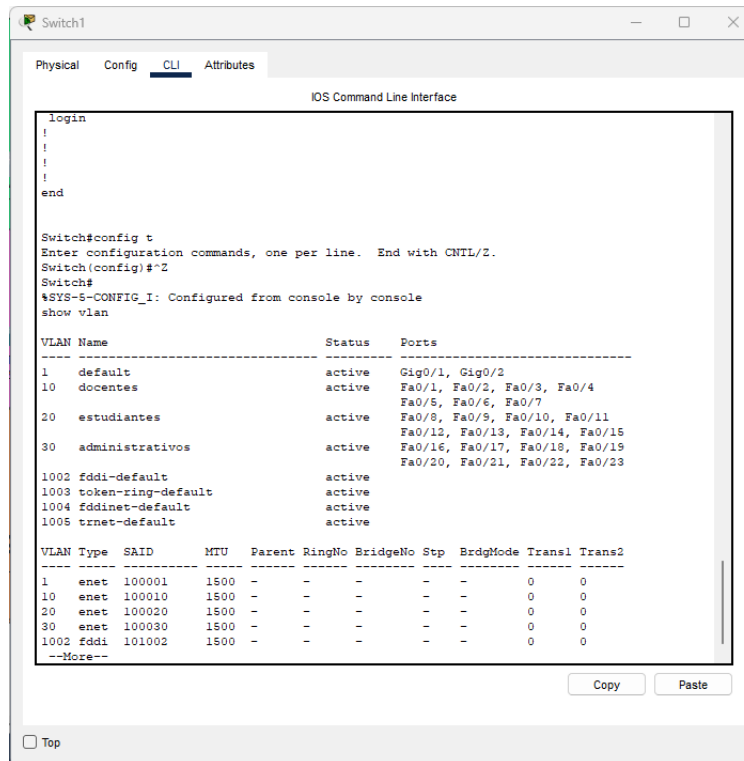 Switch1
Physical Config CLI Attributes
IOS Command Line Interface
login
!
!
!
!
end
Switch#config t
Enter configuration commands, one per line.  End with CNTL/Z.
Switch(config)#^Z
Switch#
%SYS-5-CONFIG_I: Configured from console by console
show vlan
VLAN Name                             Status    Ports
---- -------------------------------- --------- -------------------------------
1    default                          active    Gig0/1, Gig0/2
10   docentes                         active    Fa0/1, Fa0/2, Fa0/3, Fa0/4
                                                Fa0/5, Fa0/6, Fa0/7
20   estudiantes                      active    Fa0/8, Fa0/9, Fa0/10, Fa0/11
                                                Fa0/12, Fa0/13, Fa0/14, Fa0/15
30   administrativos                  active    Fa0/16, Fa0/17, Fa0/18, Fa0/19
                                                Fa0/20, Fa0/21, Fa0/22, Fa0/23
1002 fddi-default                     active
1003 token-ring-default               active
1004 fddinet-default                  active
1005 trnet-default                    active
VLAN Type  SAID       MTU   Parent RingNo BridgeNo Stp  BrdgMode Trans1 Trans2
---- ----- ---------- ----- ------ ------ -------- ---- -------- ------ ------
1    enet  100001     1500  -      -      -        -    -        0      0
10   enet  100010     1500  -      -      -        -    -        0      0
20   enet  100020     1500  -      -      -        -    -        0      0
30   enet  100030     1500  -      -      -        -    -        0      0
1002 fddi  101002     1500  -      -      -        -    -        0      0
--More--
Copy Paste
Top